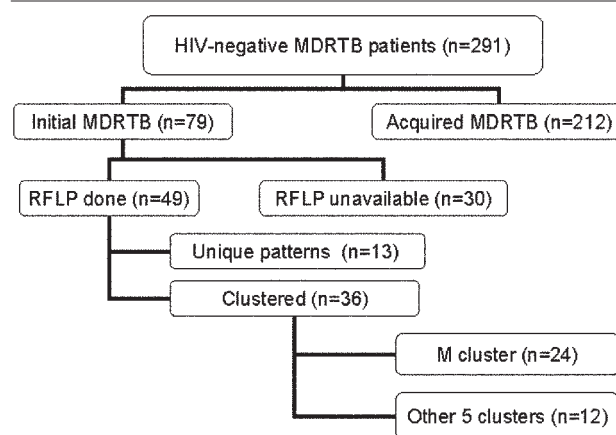 HIV-negative MDRTB patients (n=291)
Initial MDRTB (n=79)
Acquired MDRTB (n=212)
RFLP done (n=49)
RFLP unavailable (n=30)
Unique patterns (n=13)
Clustered (n=36)
M cluster (n=24)
Other 5 clusters (n=12)